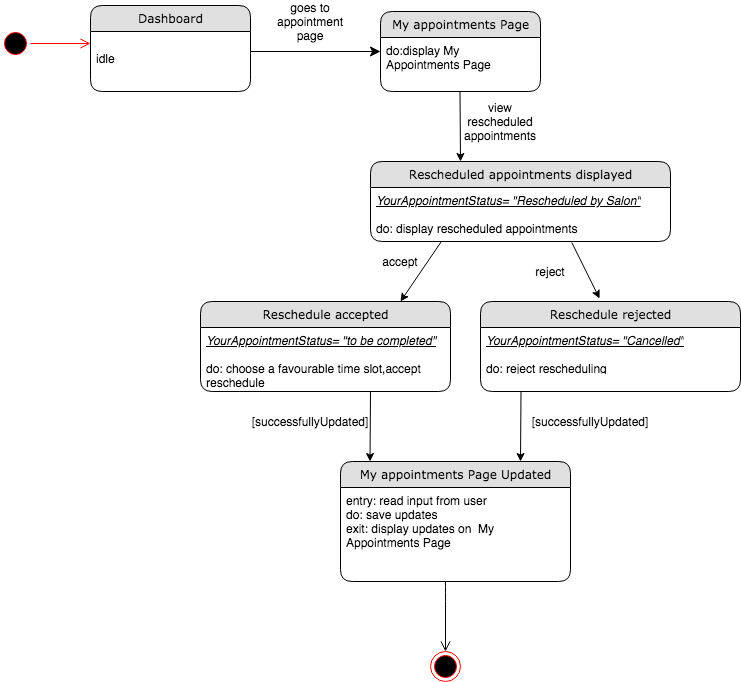 Dashboard
idle
goes to
appointment
page
My appointments Page
do:display My
Appointments Page
view
rescheduled
appointments
Rescheduled appointments displayed
YourAppointmentStatus= "Rescheduled by Salon"
do: display rescheduled appointments
accept
reject
Reschedule accepted
YourAppointmentStatus= "to be completed"
do: choose a favourable time slot,accept
reschedule
Reschedule rejected
YourAppointmentStatus= "Cancelled"
do: reject rescheduling
[successfullyUpdated]
[successfullyUpdated]
My appointments Page Updated
entry: read input from user
do: save updates
exit: display updates on  My
Appointments Page